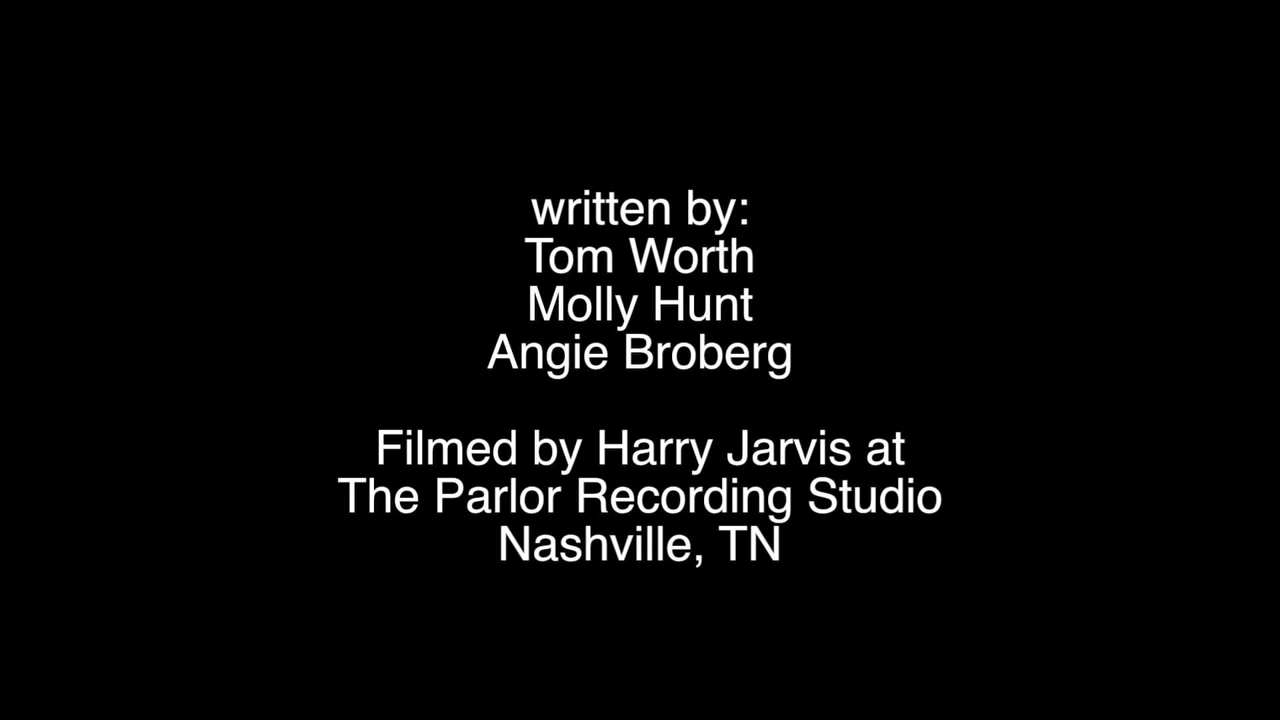 written by:
Tom Worth
Molly Hunt
Angie Broberg
Filmed by Harry Jarvis at
The Parlor Recording Studio
Nashville, TN